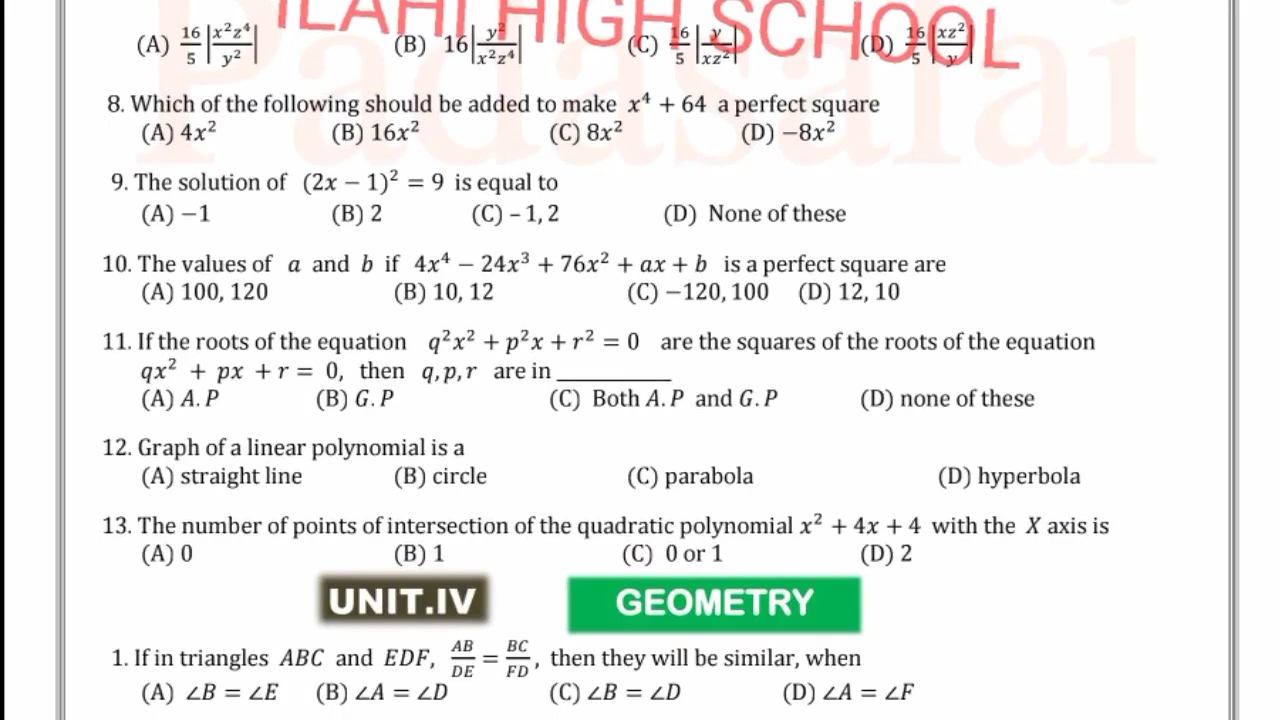 ILAHI HIGH SCHOOL
Padasalai
(A) 16/5 |x²z⁴/y²| (B) 16|y²/x²z⁴| (C) 16/5 |y/xz²| (D) 16/5 |xz²/y|
8. Which of the following should be added to make x⁴ + 64 a perfect square
(A) 4x² (B) 16x² (C) 8x² (D) −8x²
9. The solution of (2x − 1)² = 9 is equal to
(A) −1 (B) 2 (C) – 1, 2 (D) None of these
10. The values of a and b if 4x⁴ − 24x³ + 76x² + ax + b is a perfect square are
(A) 100, 120 (B) 10, 12 (C) −120, 100 (D) 12, 10
11. If the roots of the equation q²x² + p²x + r² = 0 are the squares of the roots of the equation
qx² + px + r = 0, then q, p, r are in __________
(A) A.P (B) G.P (C) Both A.P and G.P (D) none of these
12. Graph of a linear polynomial is a
(A) straight line (B) circle (C) parabola (D) hyperbola
13. The number of points of intersection of the quadratic polynomial x² + 4x + 4 with the X axis is
(A) 0 (B) 1 (C) 0 or 1 (D) 2
UNIT.IV GEOMETRY
1. If in triangles ABC and EDF, AB/DE = BC/FD, then they will be similar, when
(A) ∠B = ∠E (B) ∠A = ∠D (C) ∠B = ∠D (D) ∠A = ∠F